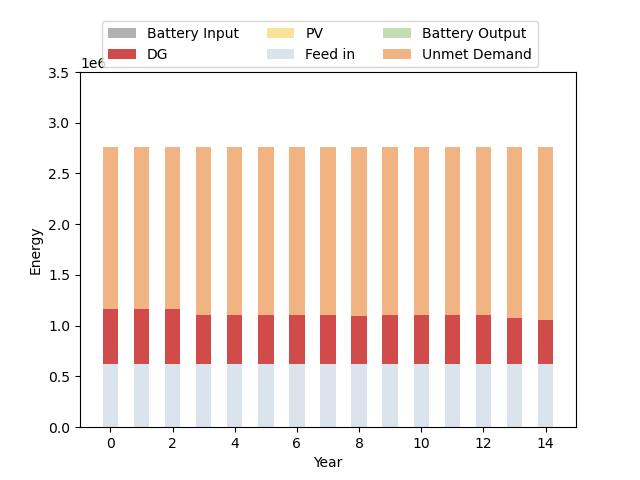 Battery Input PV Battery Output
DG Feed in Unmet Demand
1e6
3.5
3.0
2.5
2.0
1.5
1.0
0.5
0.0
Energy
0 2 4 6 8 10 12 14
Year